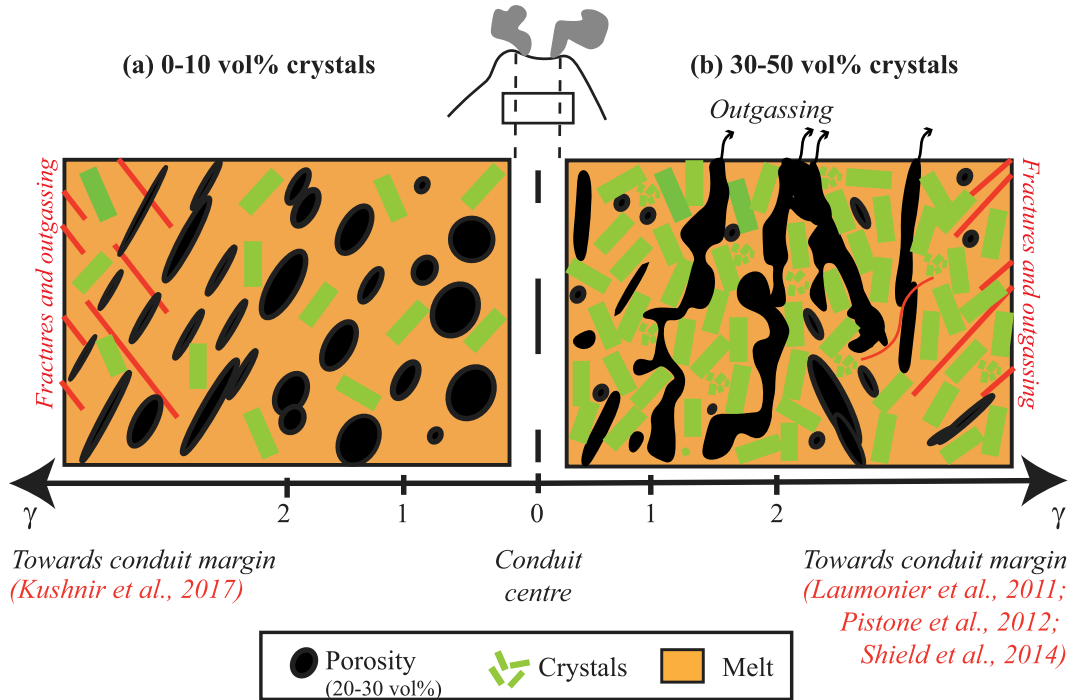 (a) 0-10 vol% crystals
(b) 30-50 vol% crystals
Outgassing
Fractures and outgassing
Fractures and outgassing
γ
2
1
0
1
2
γ
Towards conduit margin
(Kushnir et al., 2017)
Conduit
centre
Towards conduit margin
(Laumonier et al., 2011;
Pistone et al., 2012;
Shield et al., 2014)
Porosity
(20-30 vol%)
Crystals
Melt